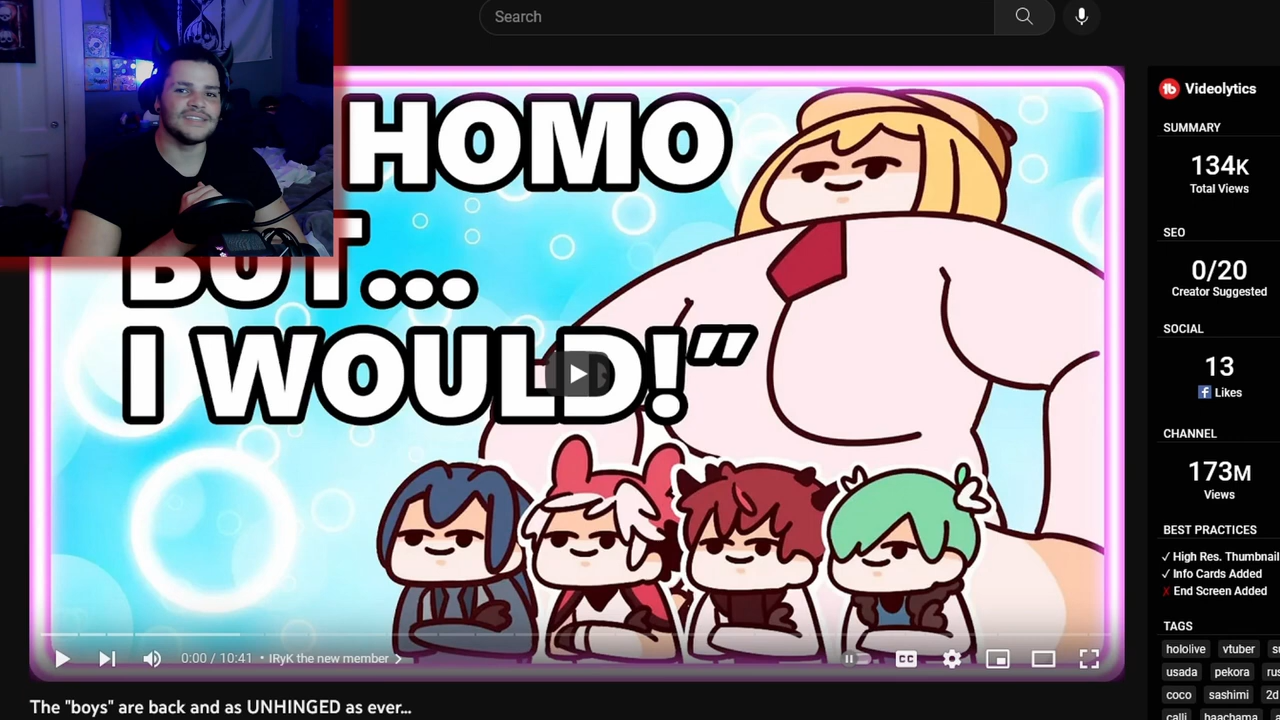 Search
HOMO
BUT...
I WOULD!”
0:00 / 10:41 • IRyK the new member
CC
The "boys" are back and as UNHINGED as ever...
Videolytics
SUMMARY
134K
Total Views
SEO
0/20
Creator Suggested
SOCIAL
13
Likes
CHANNEL
173M
Views
BEST PRACTICES
✓ High Res. Thumbnail
✓ Info Cards Added
✗ End Screen Added
TAGS
hololive vtuber
usada pekora
coco sashimi 2d
calli haachama